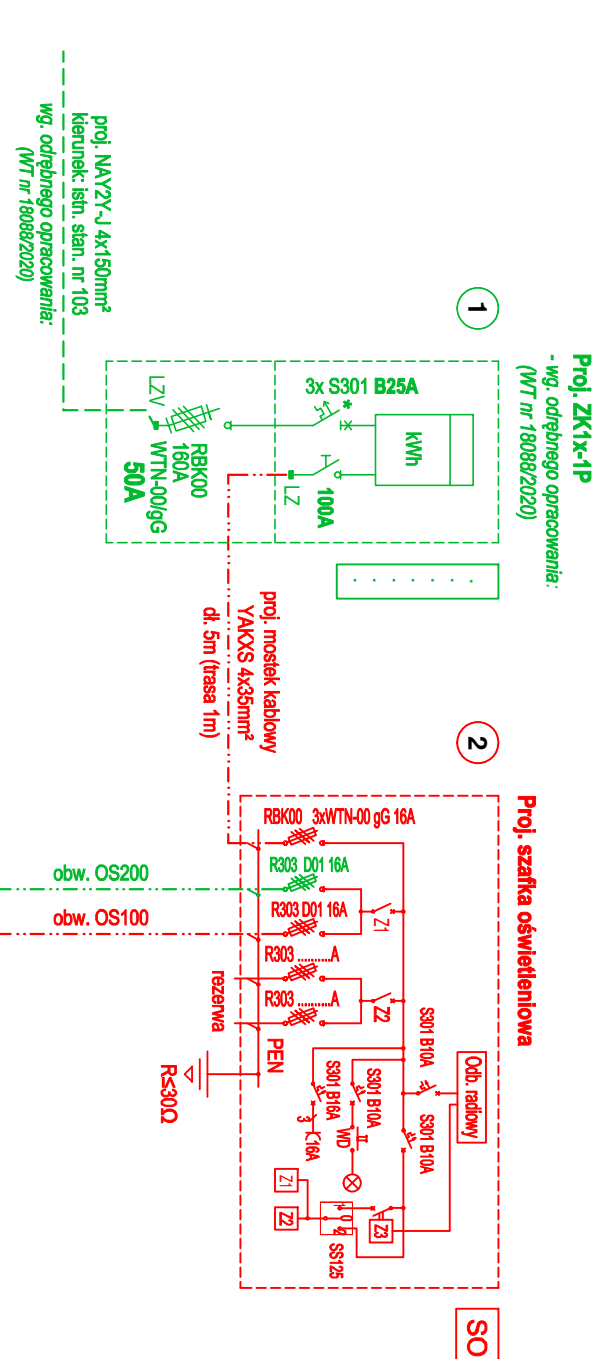 1
Proj. ZK1x-1P
- wg. odrębnego opracowania:
(WT nr 18088/2020)
proj. NAY2Y-J 4x150mm²
kierunek: istn. stan. nr 103
wg. odrębnego opracowania:
(WT nr 18088/2020)
3x S301 B25A
*
kWh
LZV
RBK00
160A
WTN-00/gG
50A
LZ
100A
proj. mostek kablowy
YAKXS 4x35mm²
dł. 5m (trasa 1m)
2
Proj. szafka oświetleniowa
RBK00 3xWTN-00 gG 16A
obw. OS200
R303 D01 16A
obw. OS100
R303 D01 16A
Z1
R303 ..........A
rezerwa
R303 ..........A
Z2
PEN
R≤30Ω
S301 B10A
Odb. radiowy
S301 B10A
S301 B10A
WD
S301 B16A
3
16A
Z1
Z2
1
0
2
SS125
Z3
SO